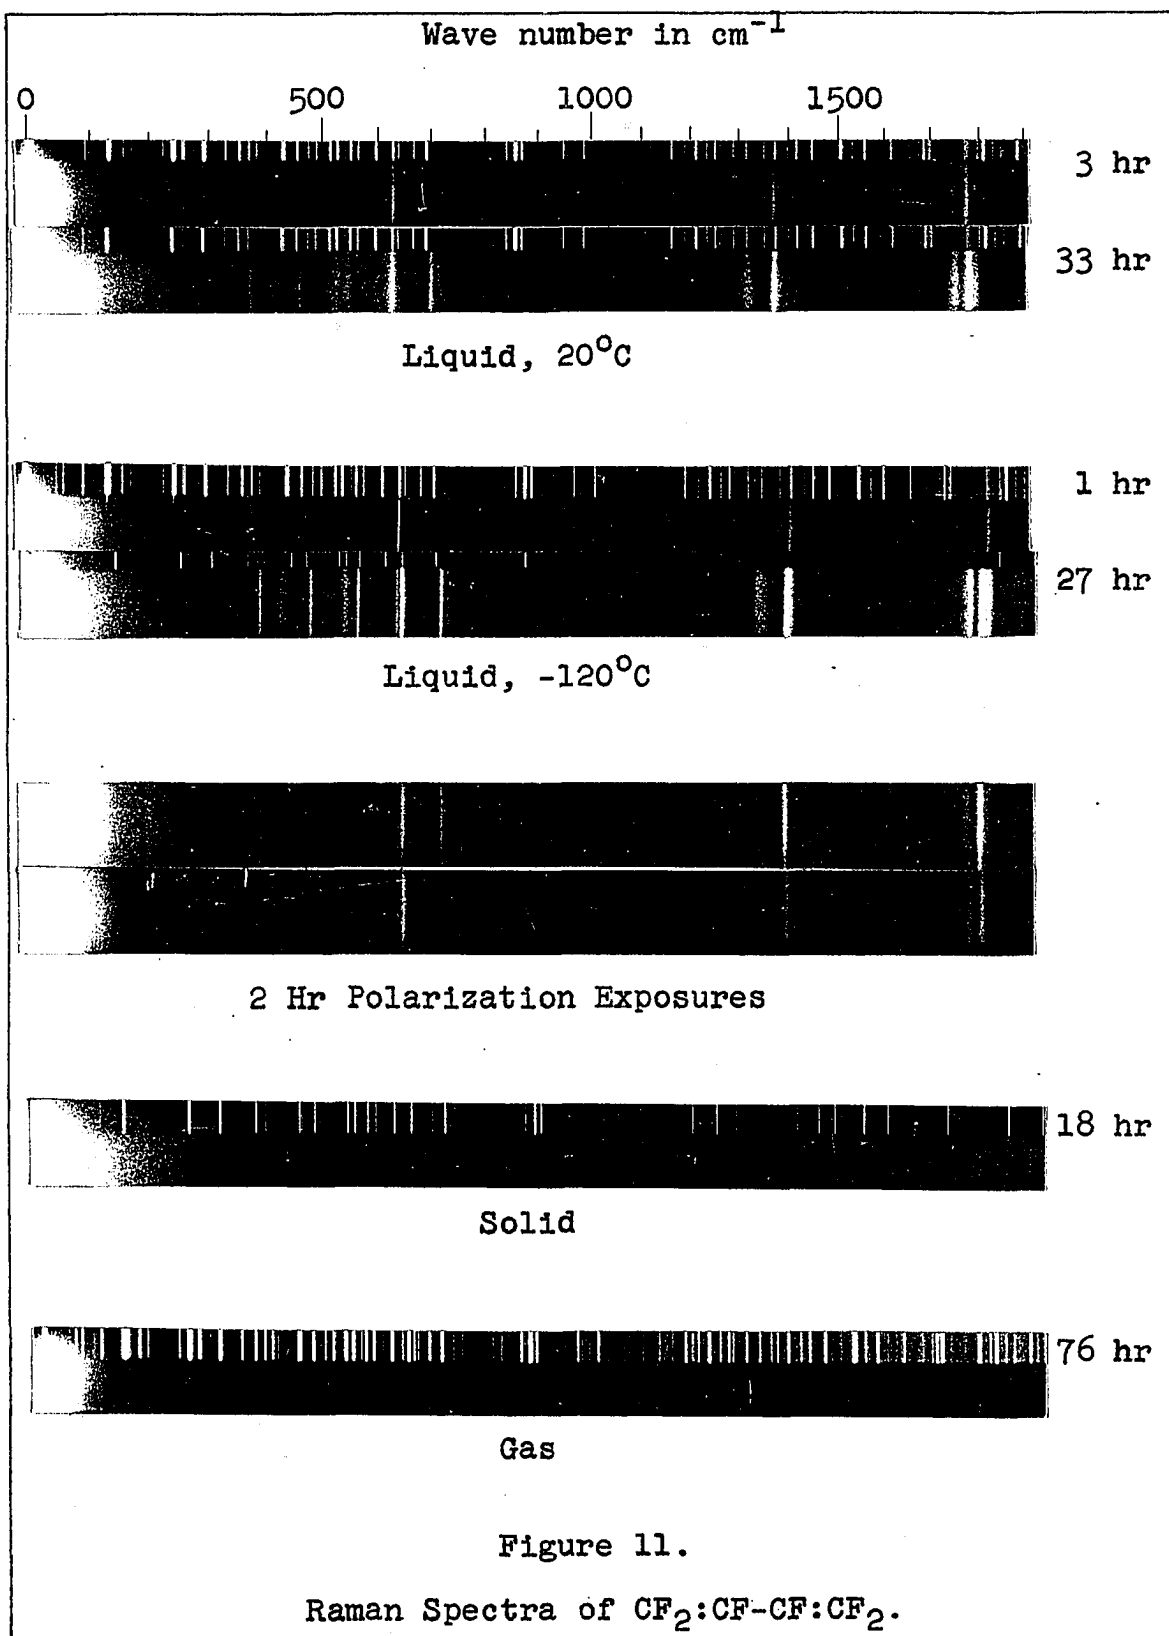 Wave number in cm⁻¹
0 500 1000 1500
3 hr
33 hr
Liquid, 20°C
1 hr
27 hr
Liquid, -120°C
2 Hr Polarization Exposures
18 hr
Solid
76 hr
Gas
Figure 11.
Raman Spectra of CF₂:CF-CF:CF₂.